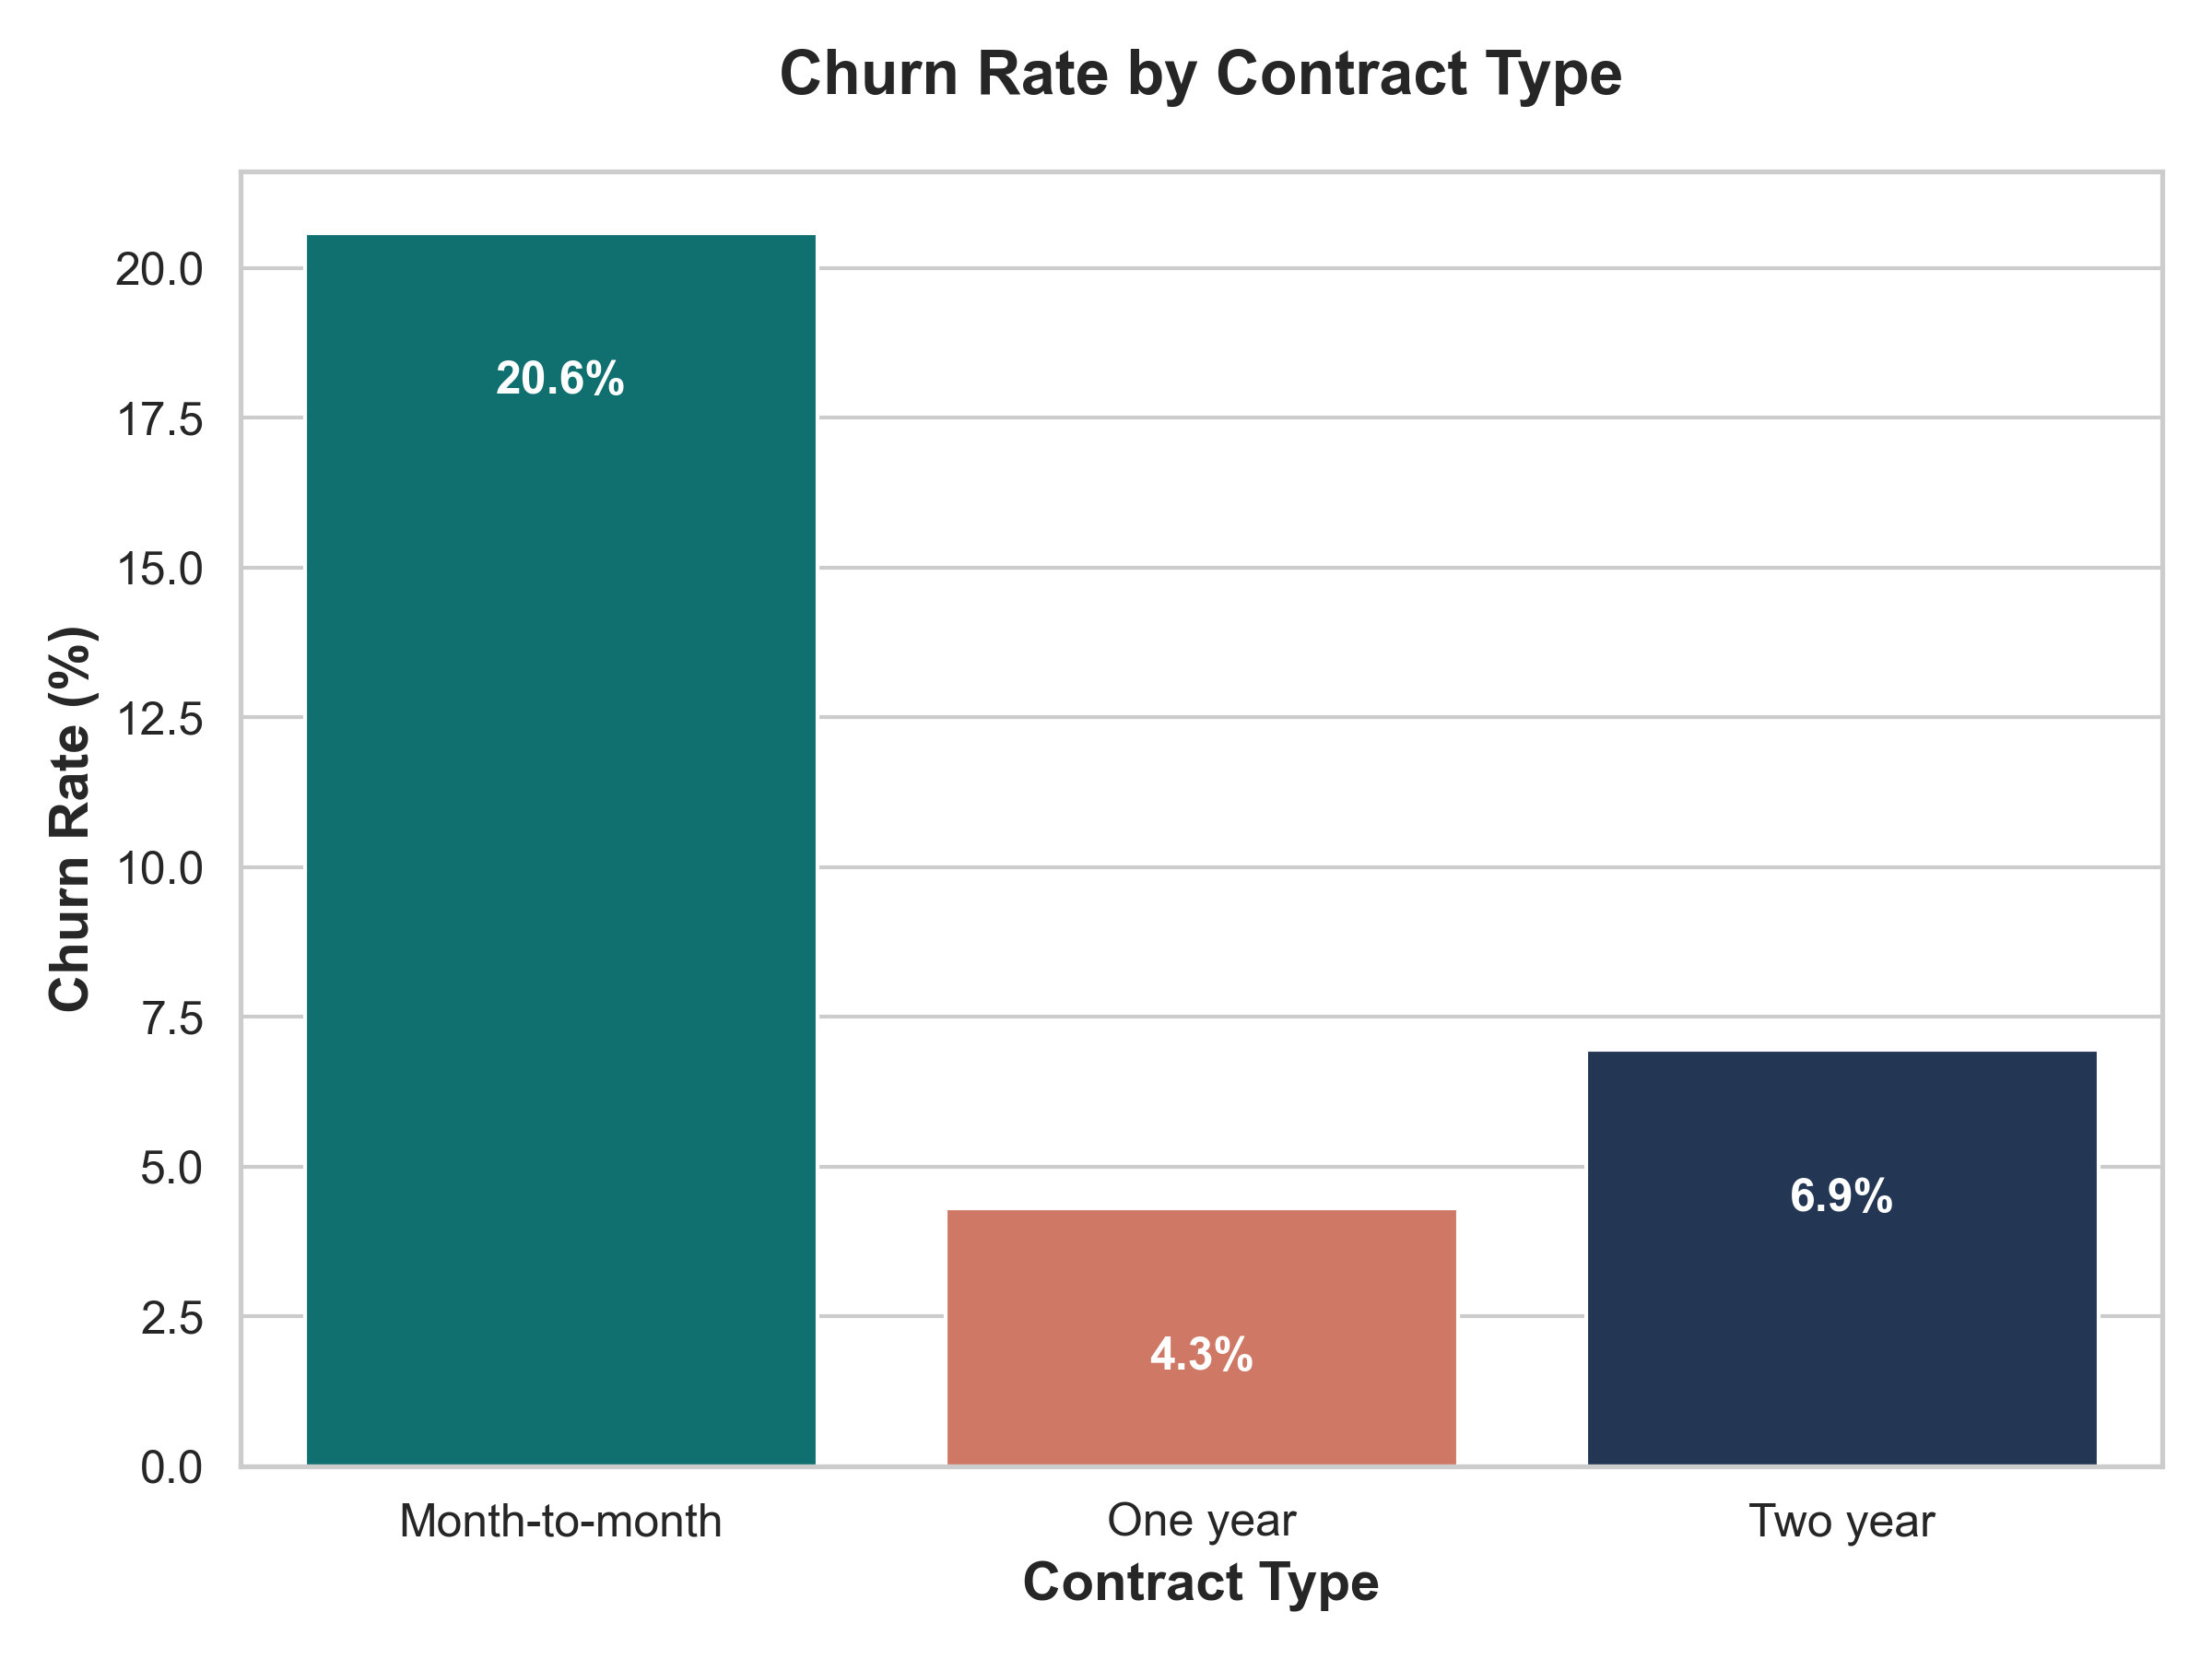 Churn Rate by Contract Type
Churn Rate (%)
20.0
17.5
15.0
12.5
10.0
7.5
5.0
2.5
0.0
20.6%
4.3%
6.9%
Month-to-month
One year
Two year
Contract Type